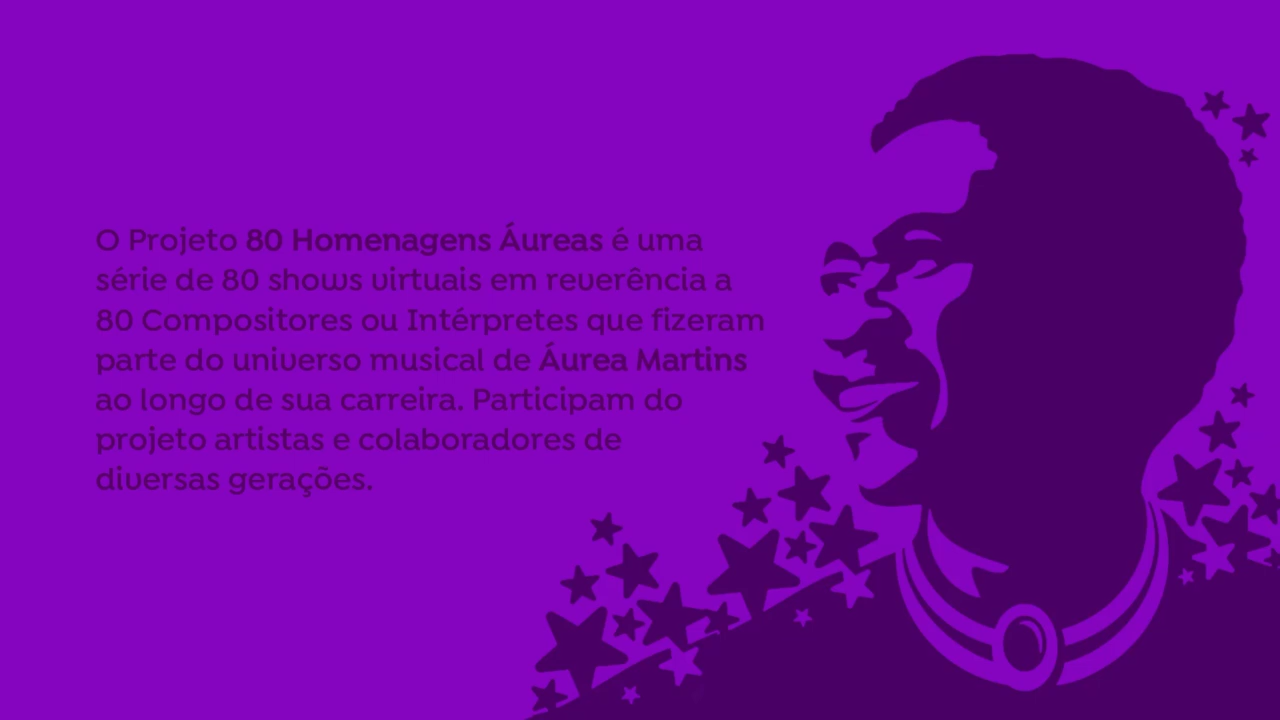 O Projeto 80 Homenagens Áureas é uma
série de 80 shows virtuais em reverência a
80 Compositores ou Intérpretes que fizeram
parte do universo musical de Áurea Martins
ao longo de sua carreira. Participam do
projeto artistas e colaboradores de
diversas gerações.